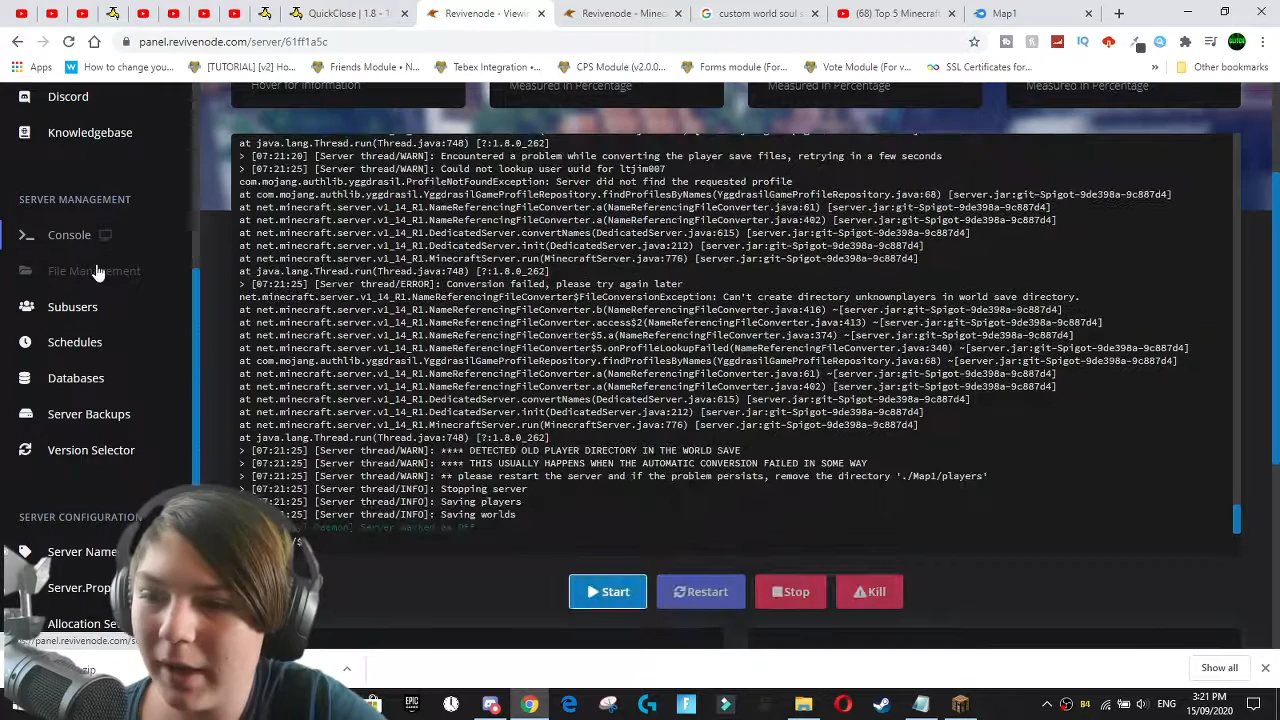 QuickClose | 1.8 - 1
Revivenode - Viewin
Revivenode - Minec
custom world soul s
(68) Top 5 Minecraft
Map1
panel.revivenode.com/server/61ff1a5c
Apps
How to change you...
[TUTORIAL] [v2] Ho...
Friends Module • N...
Tebex Integration •...
CPS Module (v2.0.0...
Forms module (For...
Vote Module (For v...
SSL Certificates for...
»
Other bookmarks
Discord
Knowledgebase
SERVER MANAGEMENT
Console
File Management
Subusers
Schedules
Databases
Server Backups
Version Selector
SERVER CONFIGURATION
Server Name
Server.Prop
Allocation Se
Hover for Information
Measured in Percentage
Measured in Percentage
Measured in Percentage
at java.lang.Thread.run(Thread.java:748) [?:1.8.0_262]
> [07:21:20] [Server thread/WARN]: Encountered a problem while converting the player save files, retrying in a few seconds
> [07:21:25] [Server thread/WARN]: Could not lookup user uuid for ltjim007
com.mojang.authlib.yggdrasil.ProfileNotFoundException: Server did not find the requested profile
at com.mojang.authlib.yggdrasil.YggdrasilGameProfileRepository.findProfilesByNames(YggdrasilGameProfileRepository.java:68) [server.jar:git-Spigot-9de398a-9c887d4]
at net.minecraft.server.v1_14_R1.NameReferencingFileConverter.a(NameReferencingFileConverter.java:61) [server.jar:git-Spigot-9de398a-9c887d4]
at net.minecraft.server.v1_14_R1.NameReferencingFileConverter.a(NameReferencingFileConverter.java:402) [server.jar:git-Spigot-9de398a-9c887d4]
at net.minecraft.server.v1_14_R1.DedicatedServer.convertNames(DedicatedServer.java:615) [server.jar:git-Spigot-9de398a-9c887d4]
at net.minecraft.server.v1_14_R1.DedicatedServer.init(DedicatedServer.java:212) [server.jar:git-Spigot-9de398a-9c887d4]
at net.minecraft.server.v1_14_R1.MinecraftServer.run(MinecraftServer.java:776) [server.jar:git-Spigot-9de398a-9c887d4]
at java.lang.Thread.run(Thread.java:748) [?:1.8.0_262]
> [07:21:25] [Server thread/ERROR]: Conversion failed, please try again later
net.minecraft.server.v1_14_R1.NameReferencingFileConverter$FileConversionException: Can't create directory unknownplayers in world save directory.
at net.minecraft.server.v1_14_R1.NameReferencingFileConverter.b(NameReferencingFileConverter.java:416) ~[server.jar:git-Spigot-9de398a-9c887d4]
at net.minecraft.server.v1_14_R1.NameReferencingFileConverter.access$2(NameReferencingFileConverter.java:413) ~[server.jar:git-Spigot-9de398a-9c887d4]
at net.minecraft.server.v1_14_R1.NameReferencingFileConverter$5.a(NameReferencingFileConverter.java:374) ~[server.jar:git-Spigot-9de398a-9c887d4]
at net.minecraft.server.v1_14_R1.NameReferencingFileConverter$5.onProfileLookupFailed(NameReferencingFileConverter.java:340) ~[server.jar:git-Spigot-9de398a-9c887d4]
at com.mojang.authlib.yggdrasil.YggdrasilGameProfileRepository.findProfilesByNames(YggdrasilGameProfileRepository.java:68) ~[server.jar:git-Spigot-9de398a-9c887d4]
at net.minecraft.server.v1_14_R1.NameReferencingFileConverter.a(NameReferencingFileConverter.java:61) ~[server.jar:git-Spigot-9de398a-9c887d4]
at net.minecraft.server.v1_14_R1.NameReferencingFileConverter.a(NameReferencingFileConverter.java:402) ~[server.jar:git-Spigot-9de398a-9c887d4]
at net.minecraft.server.v1_14_R1.DedicatedServer.convertNames(DedicatedServer.java:615) ~[server.jar:git-Spigot-9de398a-9c887d4]
at net.minecraft.server.v1_14_R1.DedicatedServer.init(DedicatedServer.java:212) [server.jar:git-Spigot-9de398a-9c887d4]
at net.minecraft.server.v1_14_R1.MinecraftServer.run(MinecraftServer.java:776) [server.jar:git-Spigot-9de398a-9c887d4]
at java.lang.Thread.run(Thread.java:748) [?:1.8.0_262]
> [07:21:25] [Server thread/WARN]: **** DETECTED OLD PLAYER DIRECTORY IN THE WORLD SAVE
> [07:21:25] [Server thread/WARN]: **** THIS USUALLY HAPPENS WHEN THE AUTOMATIC CONVERSION FAILED IN SOME WAY
> [07:21:25] [Server thread/WARN]: ** please restart the server and if the problem persists, remove the directory './Map1/players'
> [07:21:25] [Server thread/INFO]: Stopping server
> [07:21:25] [Server thread/INFO]: Saving players
> [07:21:25] [Server thread/INFO]: Saving worlds
Daemon] Server marked as OFF
/$
Start
Restart
Stop
Kill
s://panel.revivenode.com/s
zip
Show all
EPIC
84
ENG
3:21 PM
15/09/2020